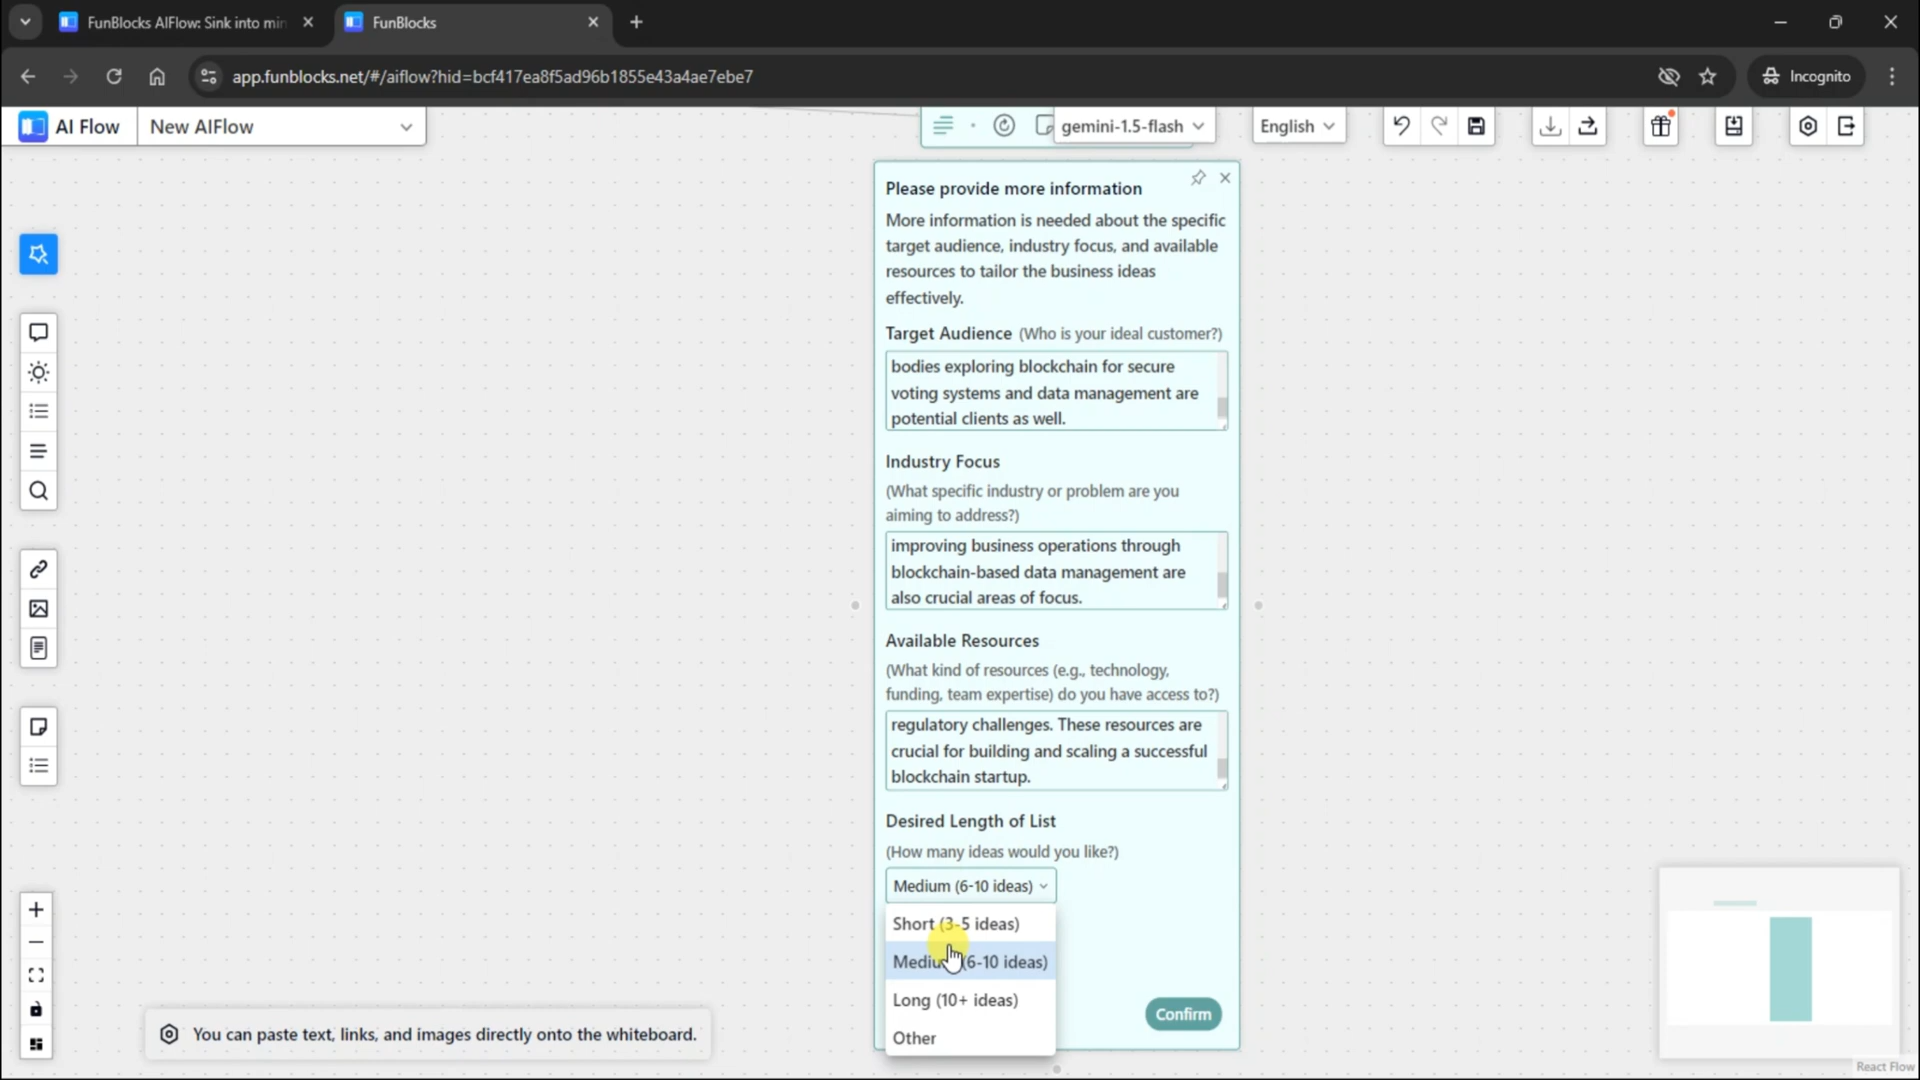 FunBlocks AIFlow: Sink into min
FunBlocks
app.funblocks.net/#/aiflow?hid=bcf417ea8f5ad96b1855e43a4ae7ebe7
Incognito
AI Flow
New AIFlow
gemini-1.5-flash
English
Please provide more information
More information is needed about the specific
target audience, industry focus, and available
resources to tailor the business ideas
effectively.
Target Audience (Who is your ideal customer?)
bodies exploring blockchain for secure
voting systems and data management are
potential clients as well.
Industry Focus
(What specific industry or problem are you
aiming to address?)
improving business operations through
blockchain-based data management are
also crucial areas of focus.
Available Resources
(What kind of resources (e.g., technology,
funding, team expertise) do you have access to?)
regulatory challenges. These resources are
crucial for building and scaling a successful
blockchain startup.
Desired Length of List
(How many ideas would you like?)
Medium (6-10 ideas)
Short (3-5 ideas)
Medium (6-10 ideas)
Long (10+ ideas)
Other
Confirm
You can paste text, links, and images directly onto the whiteboard.
React Flow